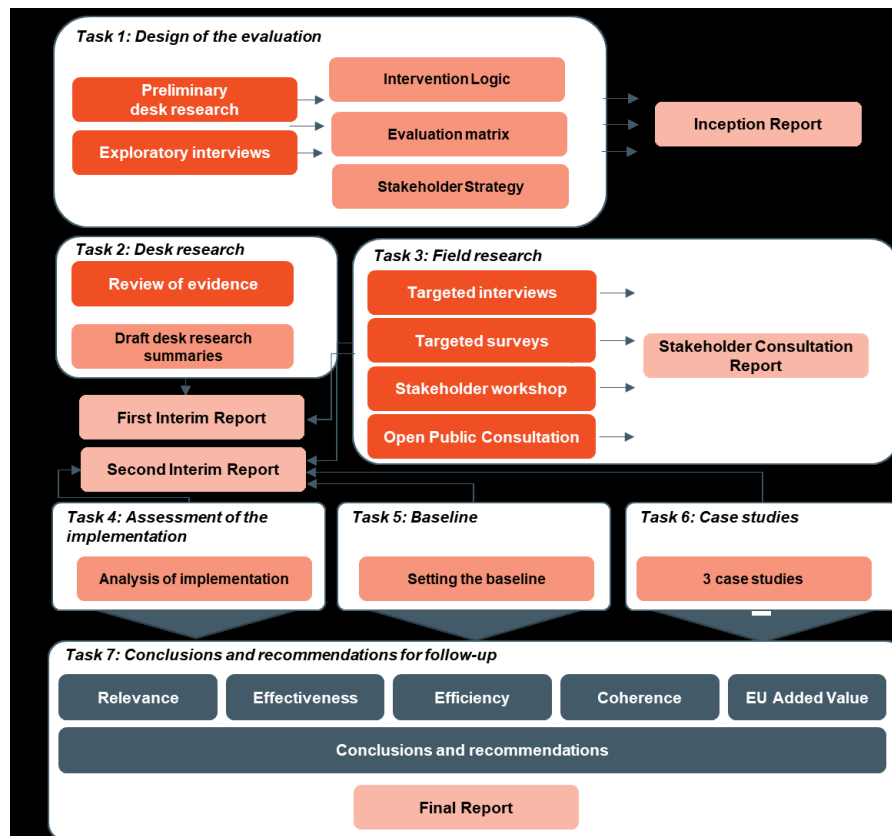 Task 1: Design of the evaluation
Preliminary
desk research
Exploratory interviews
Intervention Logic
Evaluation matrix
Stakeholder Strategy
Inception Report
Task 2: Desk research
Review of evidence
Draft desk research
summaries
First Interim Report
Second Interim Report
Task 3: Field research
Targeted interviews
Targeted surveys
Stakeholder workshop
Open Public Consultation
Stakeholder Consultation
Report
Task 4: Assessment of the
implementation
Analysis of implementation
Task 5: Baseline
Setting the baseline
Task 6: Case studies
3 case studies
Task 7: Conclusions and recommendations for follow-up
Relevance
Effectiveness
Efficiency
Coherence
EU Added Value
Conclusions and recommendations
Final Report